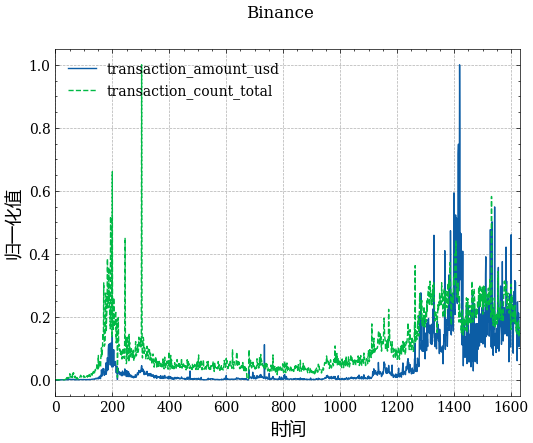 Binance
transaction_amount_usd
transaction_count_total
1.0
0.8
0.6
0.4
0.2
0.0
归一化值
0 200 400 600 800 1000 1200 1400 1600
时间